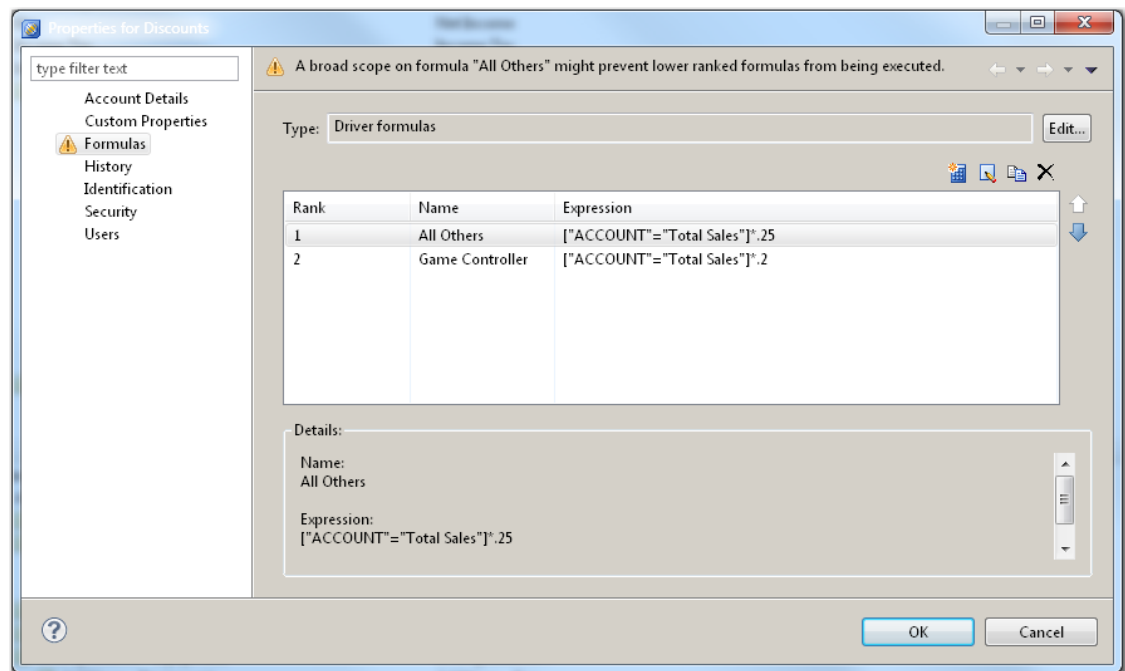 Properties for Discounts
type filter text
A broad scope on formula "All Others" might prevent lower ranked formulas from being executed.
Account Details
Custom Properties
Formulas
History
Identification
Security
Users
Type: Driver formulas Edit...
Rank Name Expression
1 All Others ["ACCOUNT"="Total Sales"]*.25
2 Game Controller ["ACCOUNT"="Total Sales"]*.2
Details:
Name:
All Others
Expression:
["ACCOUNT"="Total Sales"]*.25
OK Cancel